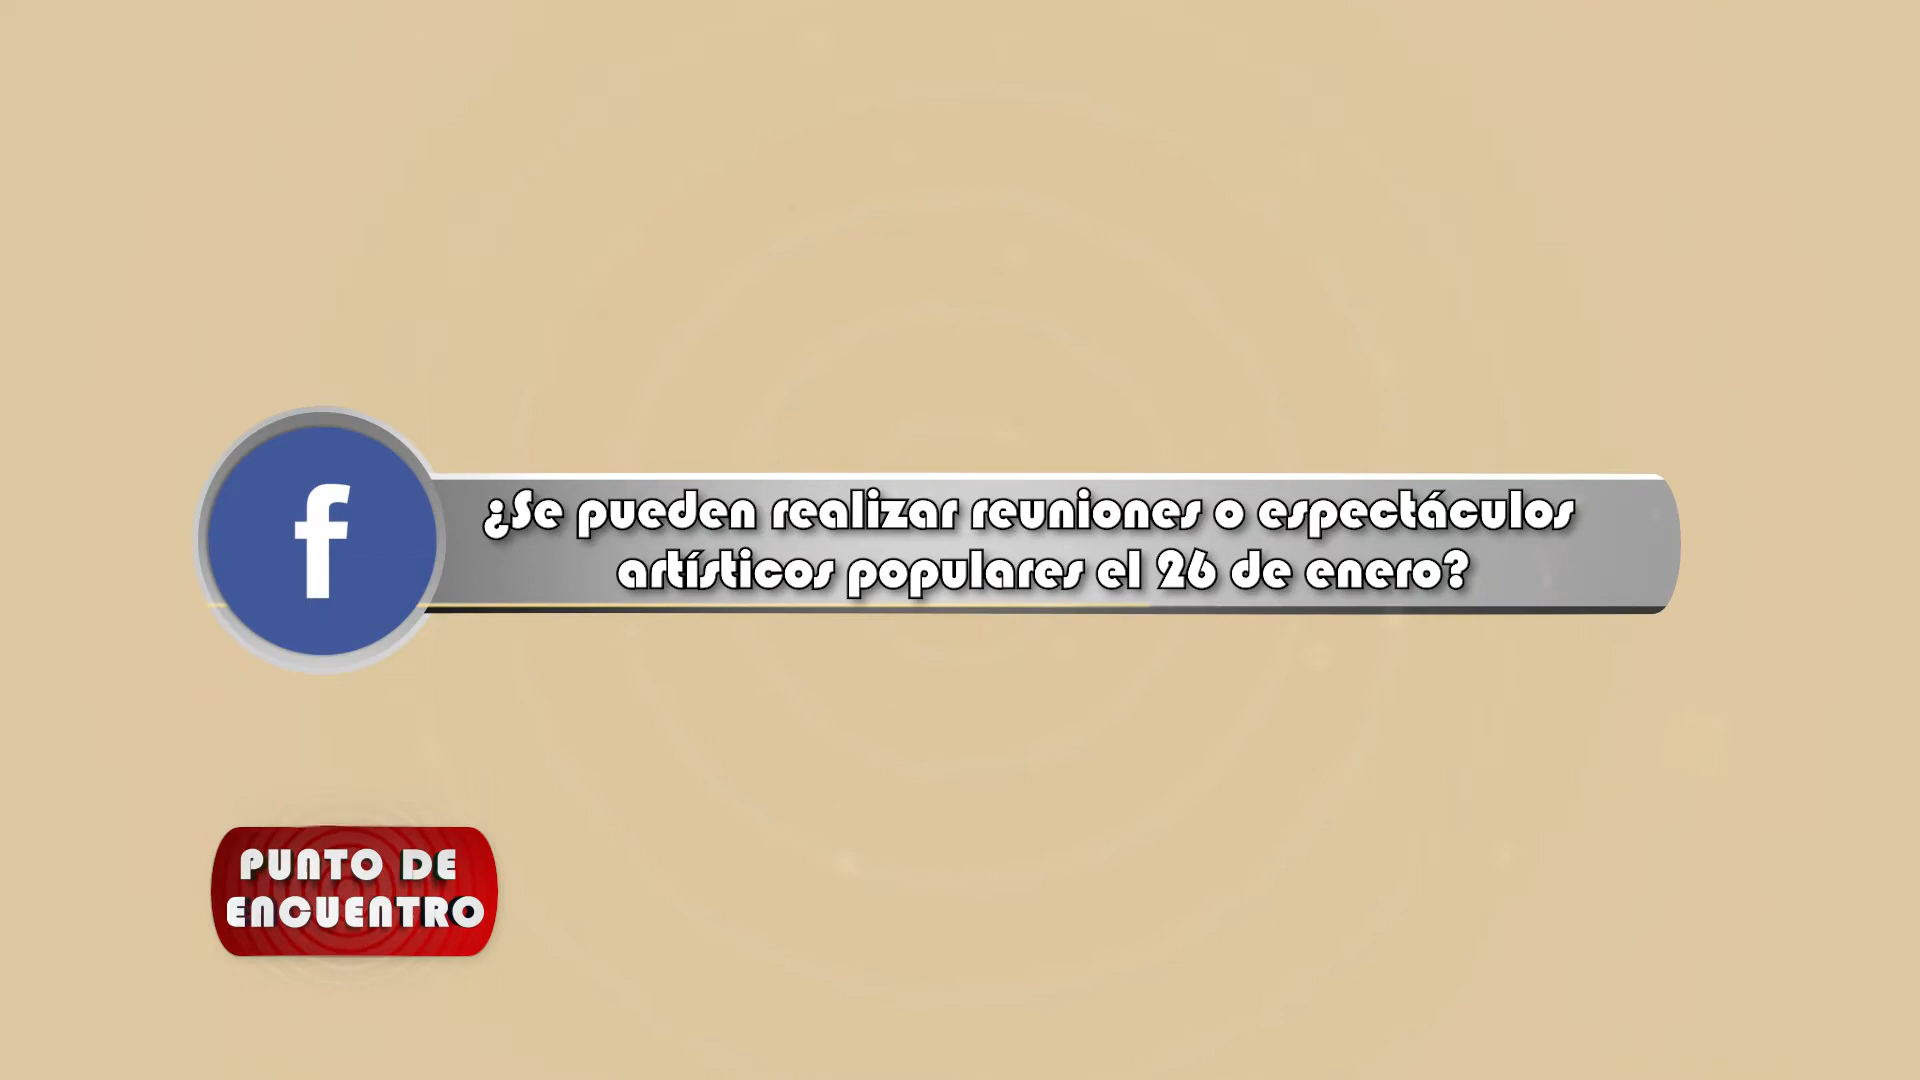 f
¿Se pueden realizar reuniones o espectáculos
artísticos populares el 26 de enero?
PUNTO DE
ENCUENTRO